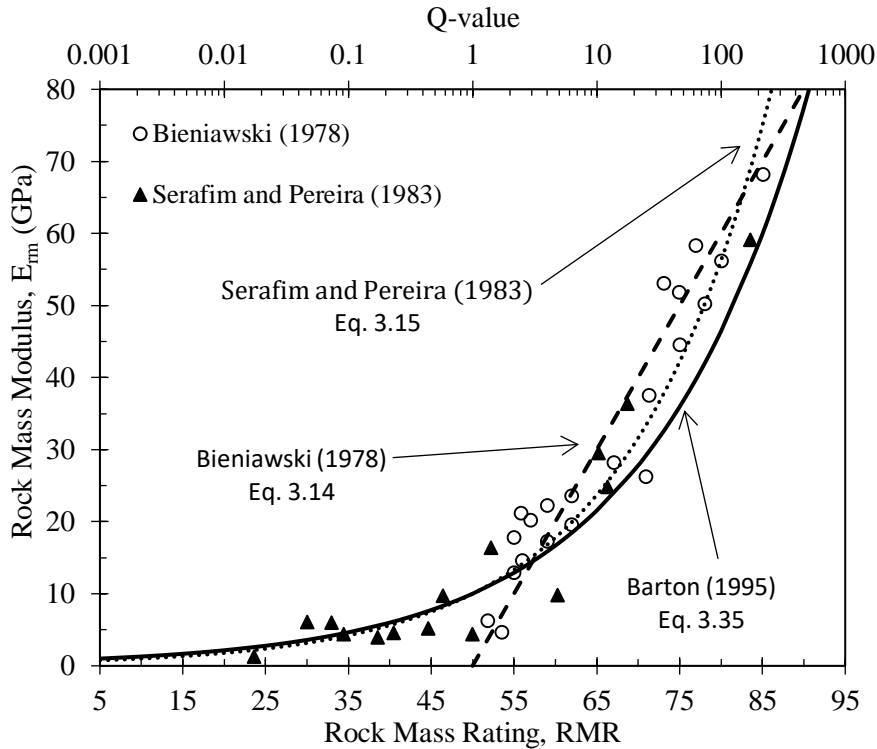 Q-value
0.001 0.01 0.1 1 10 100 1000
80
70
60
50
40
30
20
10
0
Rock Mass Modulus, Erm (GPa)
Bieniawski (1978)
Serafim and Pereira (1983)
Serafim and Pereira (1983)
Eq. 3.15
Bieniawski (1978)
Eq. 3.14
Barton (1995)
Eq. 3.35
5 15 25 35 45 55 65 75 85 95
Rock Mass Rating, RMR